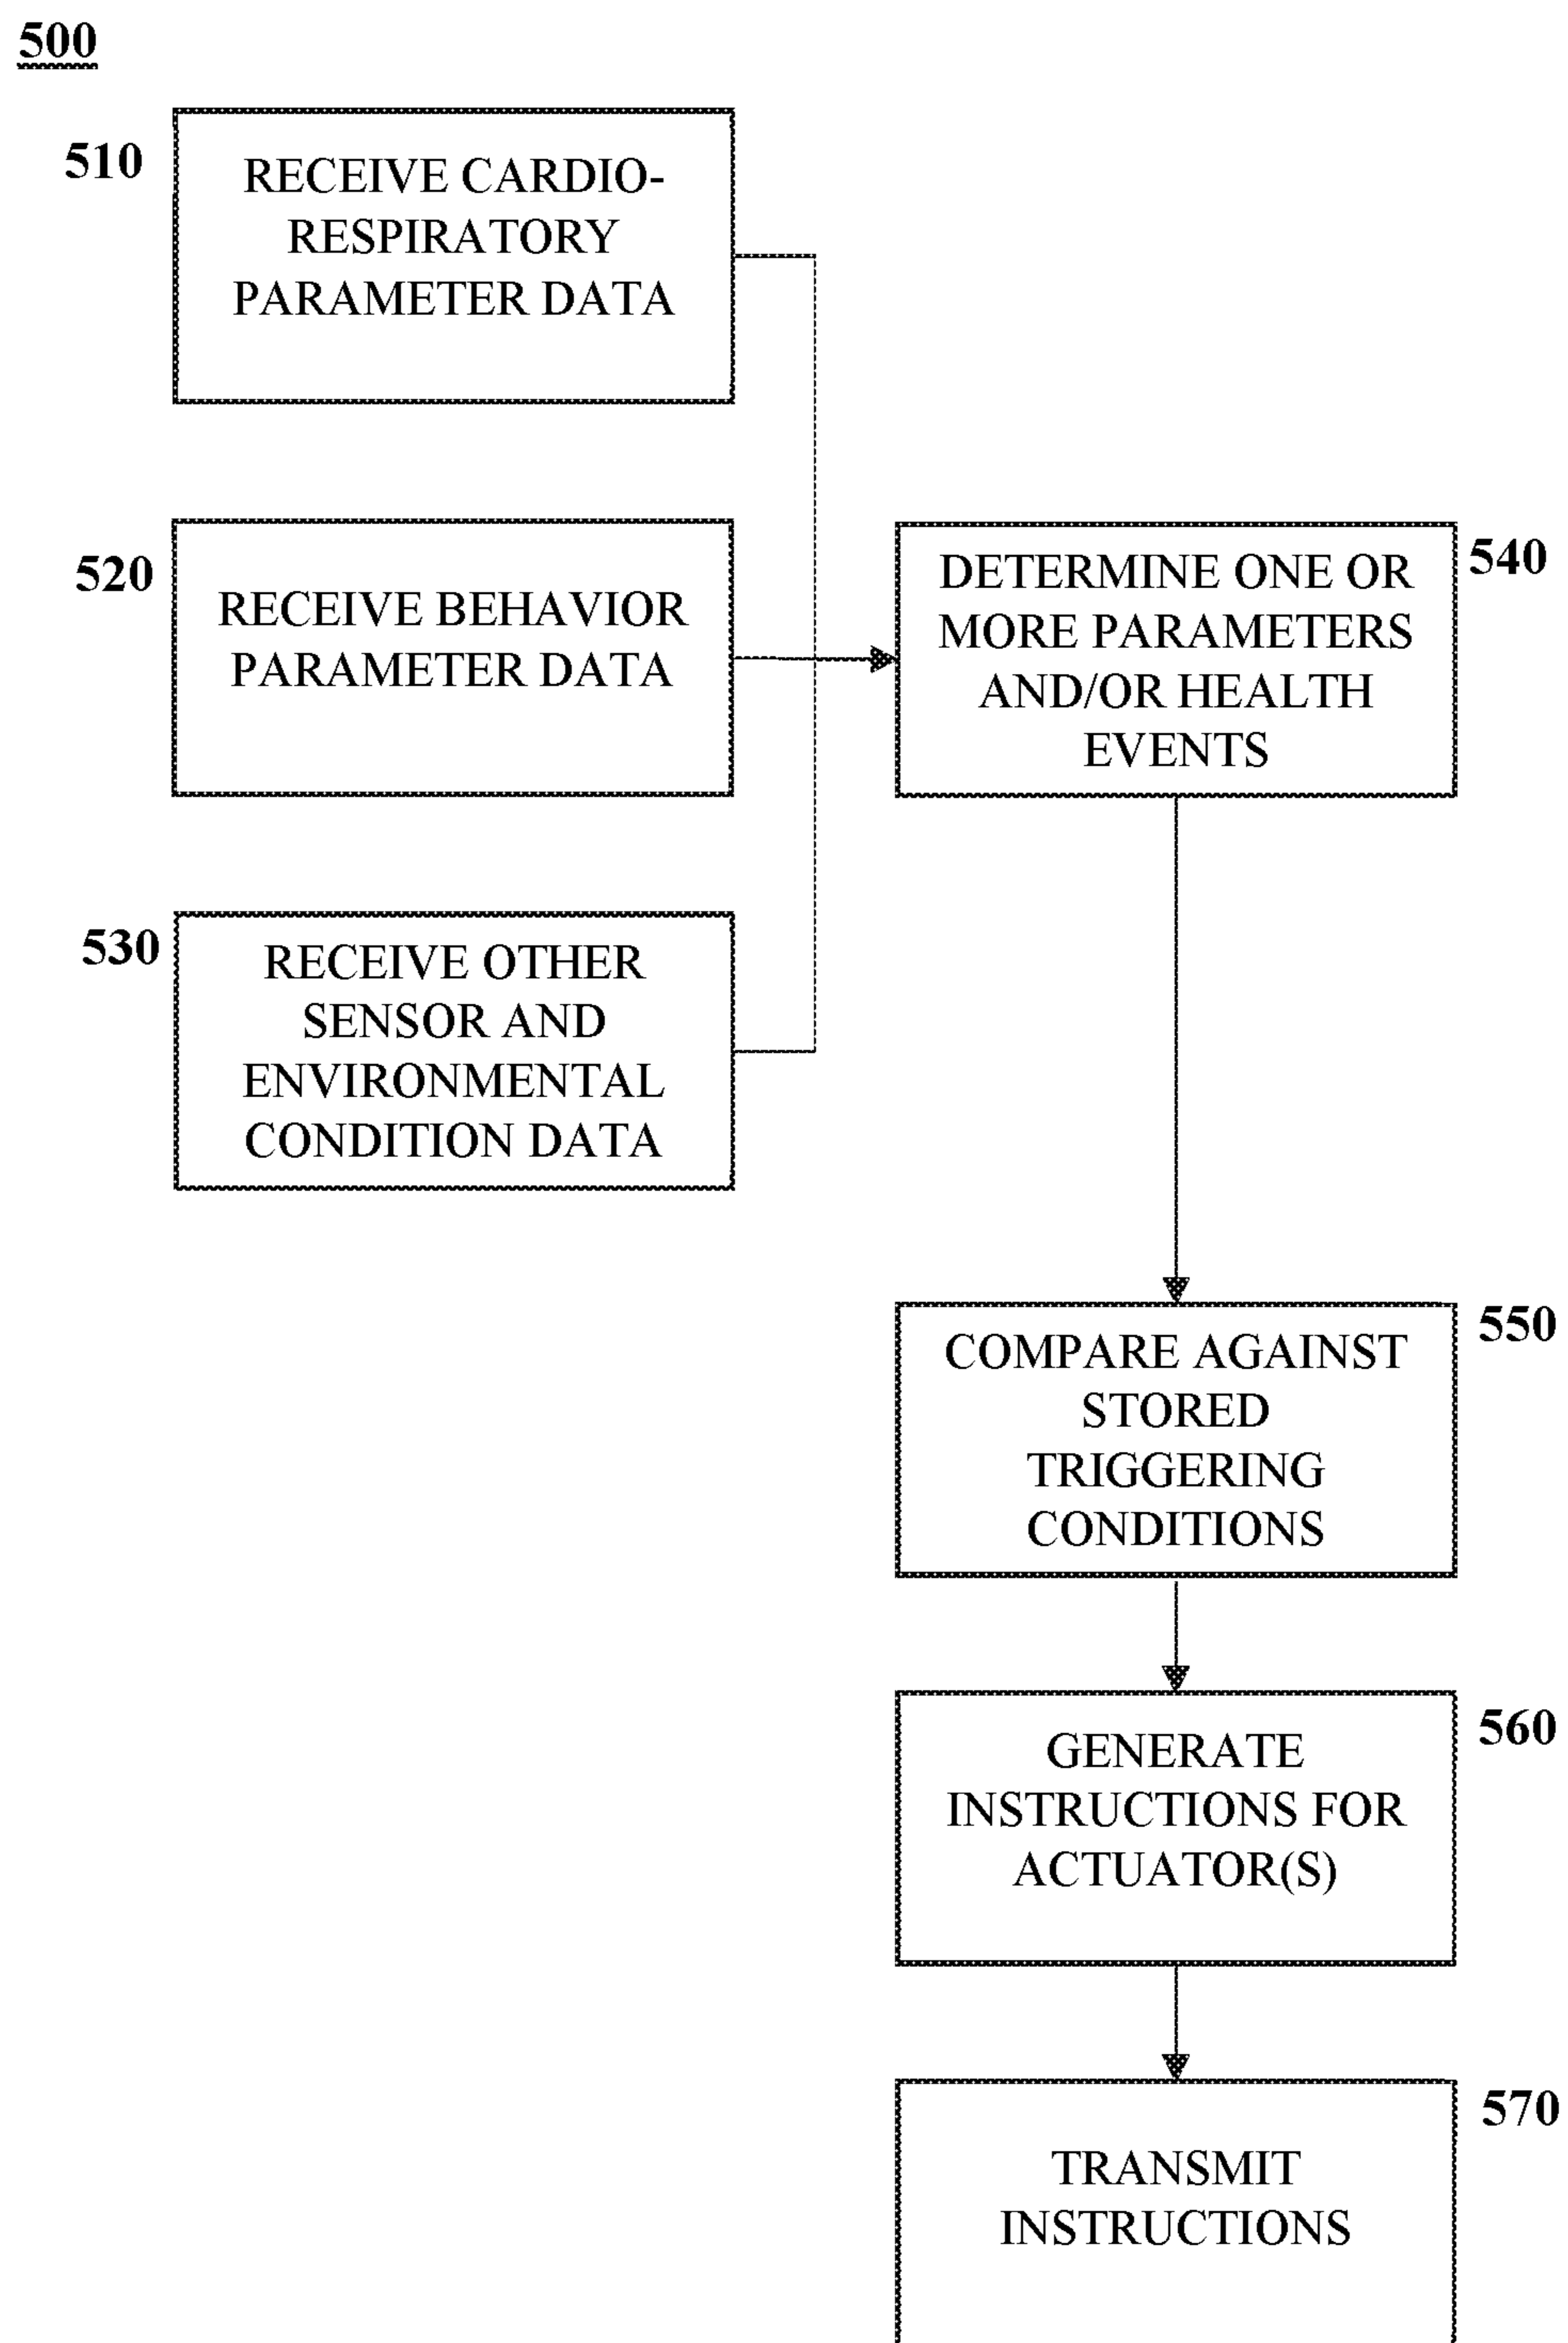 500
510
RECEIVE CARDIO-
RESPIRATORY
PARAMETER DATA
520
RECEIVE BEHAVIOR
PARAMETER DATA
530
RECEIVE OTHER
SENSOR AND
ENVIRONMENTAL
CONDITION DATA
540
DETERMINE ONE OR
MORE PARAMETERS
AND/OR HEALTH
EVENTS
550
COMPARE AGAINST
STORED
TRIGGERING
CONDITIONS
560
GENERATE
INSTRUCTIONS FOR
ACTUATOR(S)
570
TRANSMIT
INSTRUCTIONS